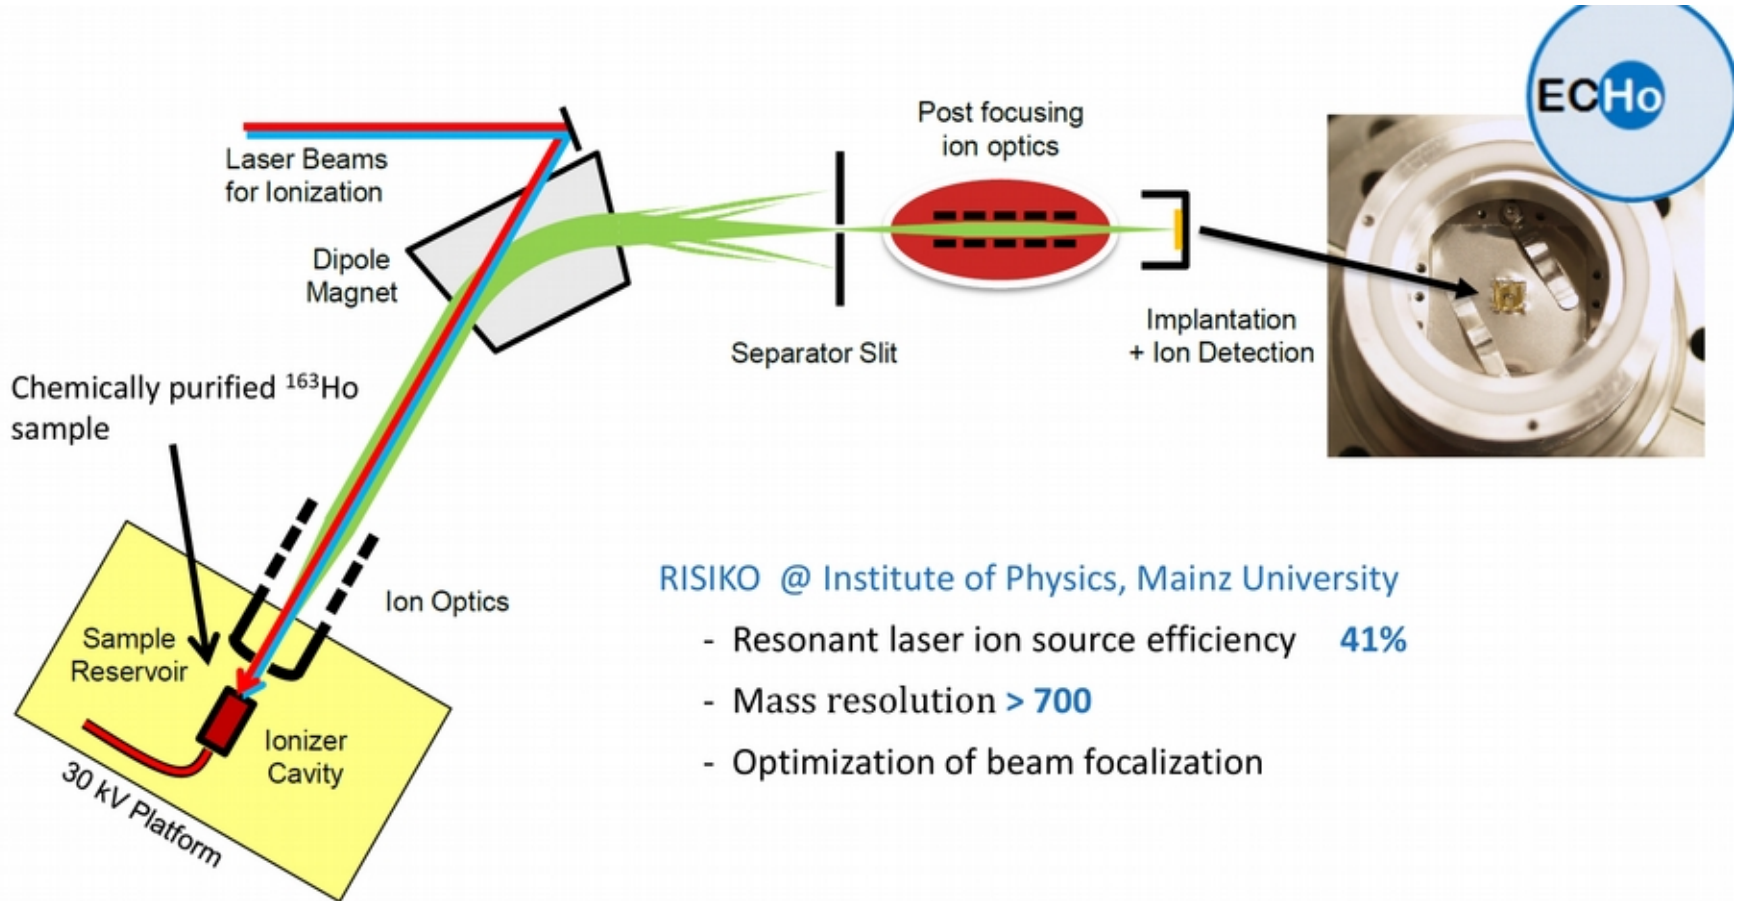 ECHo
Laser Beams
for Ionization
Dipole
Magnet
Post focusing
ion optics
Separator Slit
Implantation
+ Ion Detection
Chemically purified ¹⁶³Ho
sample
Ion Optics
Sample
Reservoir
Ionizer
Cavity
30 kV Platform
RISIKO @ Institute of Physics, Mainz University
- Resonant laser ion source efficiency 41%
- Mass resolution > 700
- Optimization of beam focalization